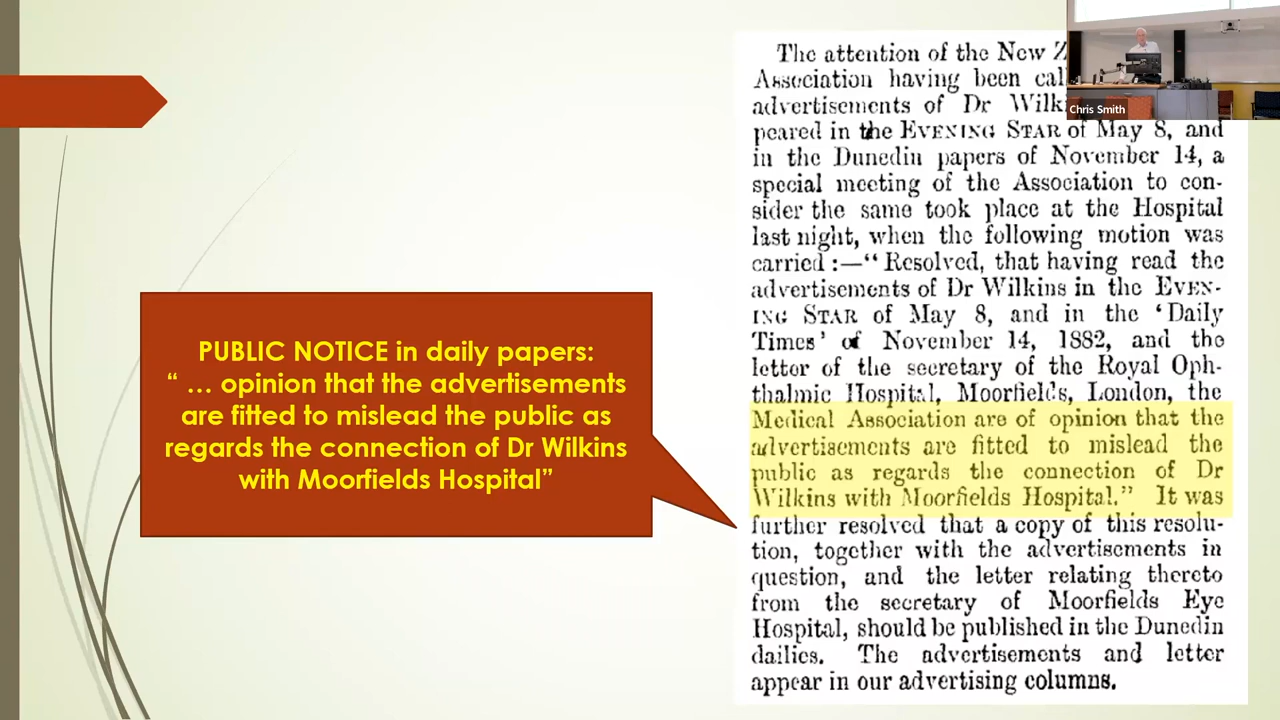 PUBLIC NOTICE in daily papers:
“ … opinion that the advertisements
are fitted to mislead the public as
regards the connection of Dr Wilkins
with Moorfields Hospital”
The attention of the New Z
Association having been cal
advertisements of Dr Wilk
peared in the EVENING STAR of May 8, and
in the Dunedin papers of November 14, a
special meeting of the Association to con-
sider the same took place at the Hospital
last night, when the following motion was
carried :—“ Resolved, that having read the
advertisements of Dr Wilkins in the EVEN-
ING STAR of May 8, and in the ‘Daily
Times’ of November 14, 1882, and the
letter of the secretary of the Royal Oph-
thalmic Hospital, Moorfields, London, the
Medical Association are of opinion that the
advertisements are fitted to mislead the
public as regards the connection of Dr
Wilkins with Moorfields Hospital.” It was
further resolved that a copy of this resolu-
tion, together with the advertisements in
question, and the letter relating thereto
from the secretary of Moorfields Eye
Hospital, should be published in the Dunedin
dailies. The advertisements and letter
appear in our advertising columns.
Chris Smith